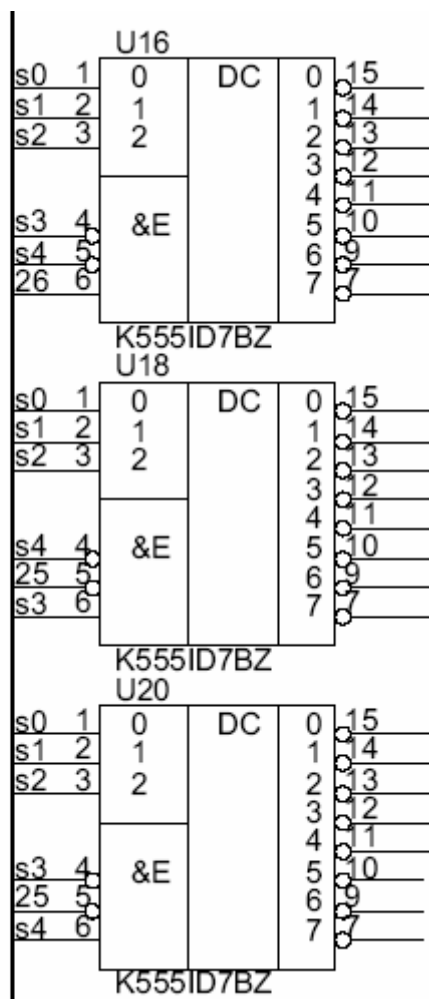 U16
s0 1 0 DC 0 15
s1 2 1 1 14
s2 3 2 2 13
3 12
4 11
s3 4 &E 5 10
s4 5 6 9
26 6 7 7
K555ID7BZ
U18
s0 1 0 DC 0 15
s1 2 1 1 14
s2 3 2 2 13
3 12
4 11
s4 4 &E 5 10
25 5 6 9
s3 6 7 7
K555ID7BZ
U20
s0 1 0 DC 0 15
s1 2 1 1 14
s2 3 2 2 13
3 12
4 11
s3 4 &E 5 10
25 5 6 9
s4 6 7 7
K555ID7BZ